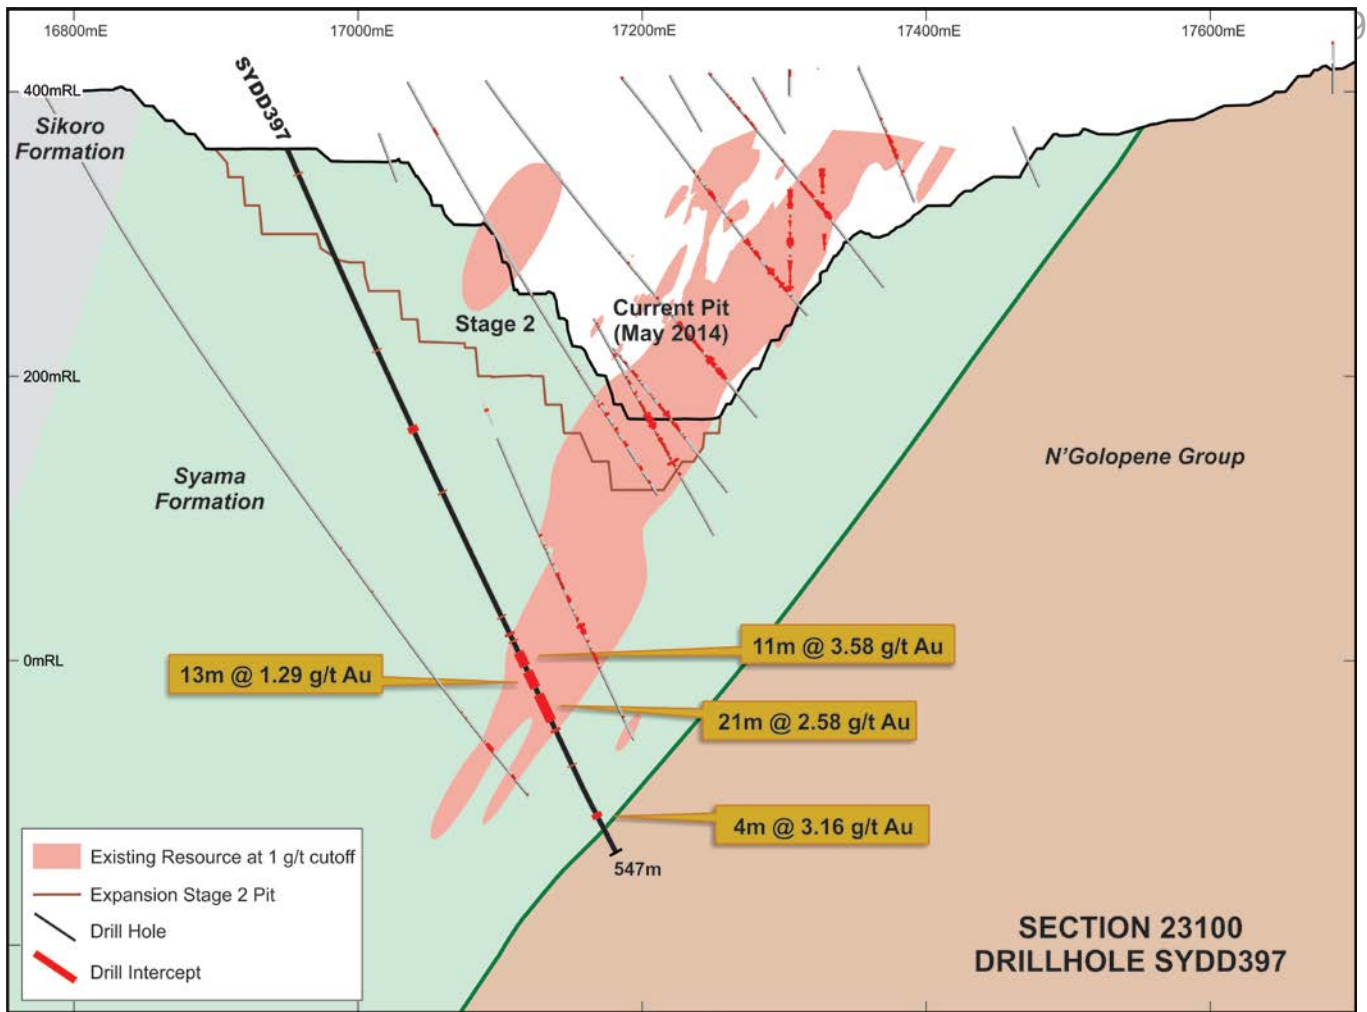 16800mE
17000mE
17200mE
17400mE
17600mE
9
400mRL
SYDD397
Sikoro
Formation
Stage 2
Current Pit
(May 2014)
200mRL
Syama
Formation
N'Golopene Group
0mRL
11m @ 3.58 g/t Au
13m @ 1.29 g/t Au
21m @ 2.58 g/t Au
4m @ 3.16 g/t Au
547m
Existing Resource at 1 g/t cutoff
Expansion Stage 2 Pit
Drill Hole
Drill Intercept
SECTION 23100
DRILLHOLE SYDD397